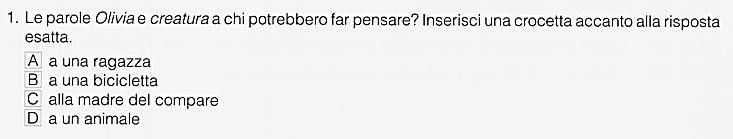 1. Le parole Olivia e creatura a chi potrebbero far pensare? Inserisci una crocetta accanto alla risposta
esatta.
A a una ragazza
B a una bicicletta
C alla madre del compare
D a un animale